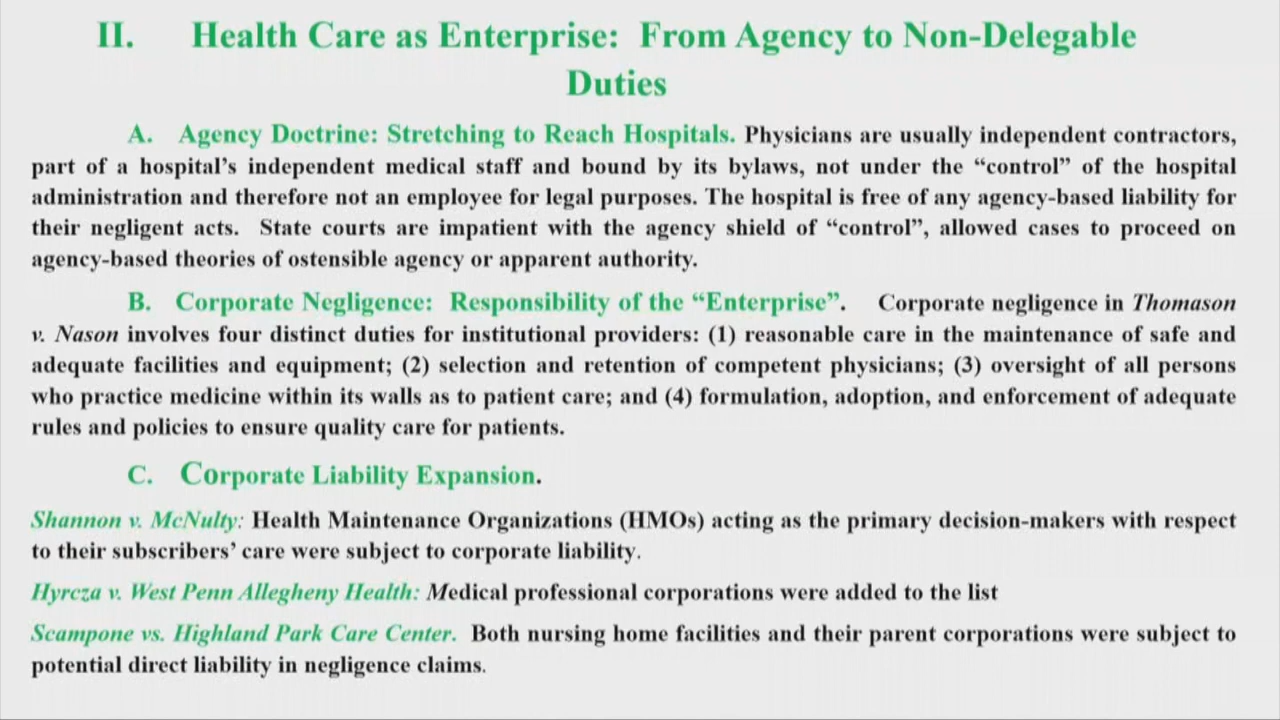 II. Health Care as Enterprise: From Agency to Non-Delegable
Duties
A. Agency Doctrine: Stretching to Reach Hospitals. Physicians are usually independent contractors,
part of a hospital's independent medical staff and bound by its bylaws, not under the “control” of the hospital
administration and therefore not an employee for legal purposes. The hospital is free of any agency-based liability for
their negligent acts. State courts are impatient with the agency shield of “control”, allowed cases to proceed on
agency-based theories of ostensible agency or apparent authority.
B. Corporate Negligence: Responsibility of the “Enterprise”. Corporate negligence in Thomason
v. Nason involves four distinct duties for institutional providers: (1) reasonable care in the maintenance of safe and
adequate facilities and equipment; (2) selection and retention of competent physicians; (3) oversight of all persons
who practice medicine within its walls as to patient care; and (4) formulation, adoption, and enforcement of adequate
rules and policies to ensure quality care for patients.
C. Corporate Liability Expansion.
Shannon v. McNulty: Health Maintenance Organizations (HMOs) acting as the primary decision-makers with respect
to their subscribers’ care were subject to corporate liability.
Hyrcza v. West Penn Allegheny Health: Medical professional corporations were added to the list
Scampone vs. Highland Park Care Center. Both nursing home facilities and their parent corporations were subject to
potential direct liability in negligence claims.